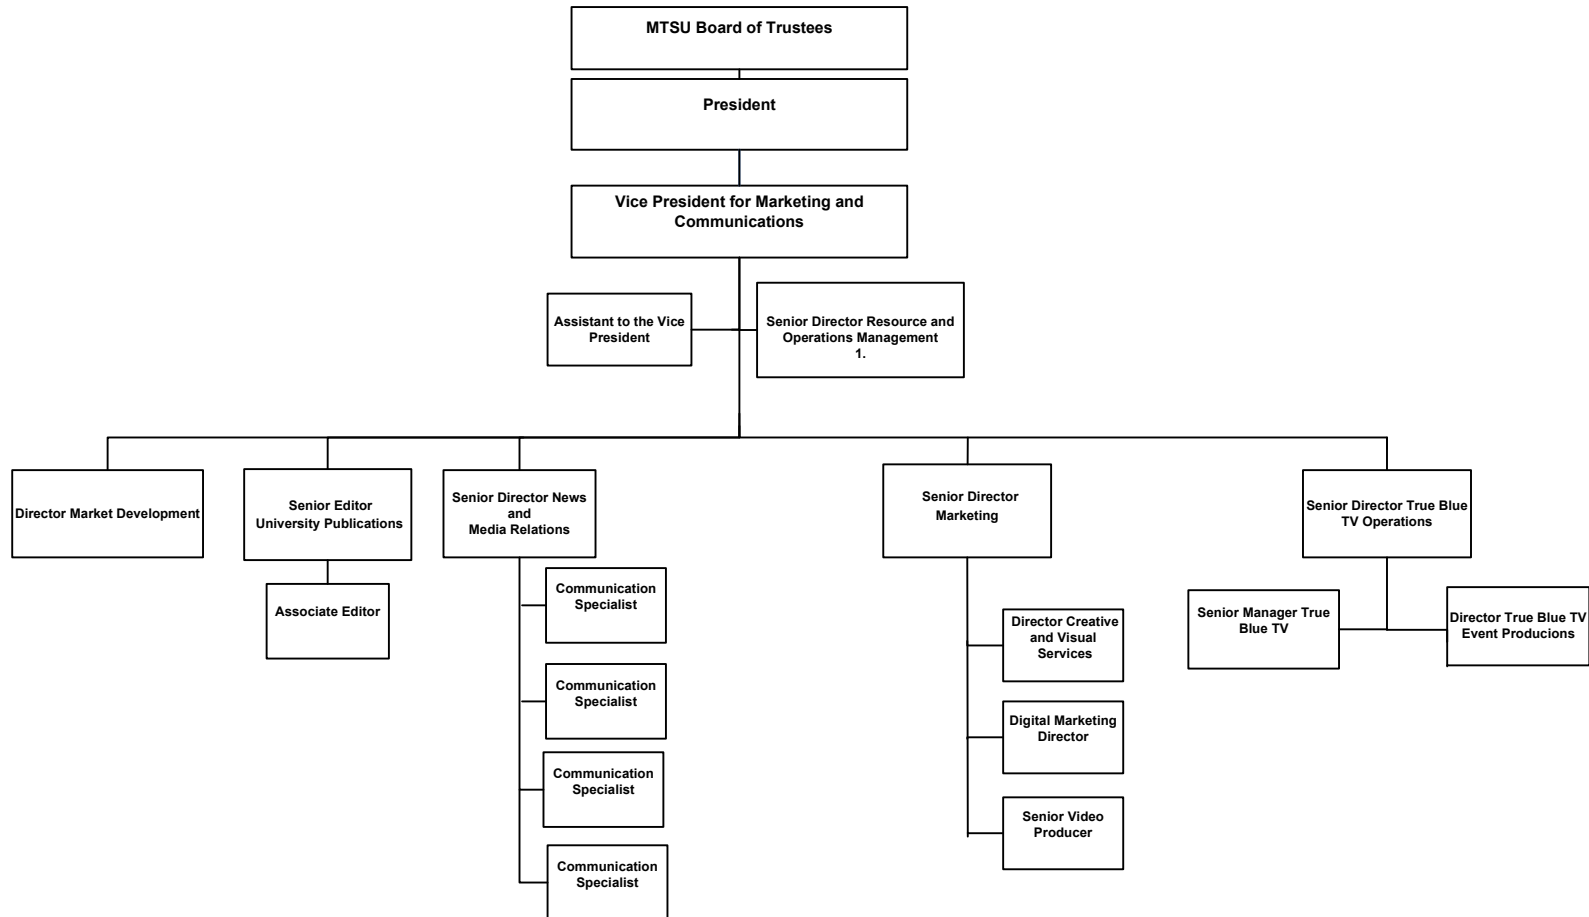 MTSU Board of Trustees
President
Vice President for Marketing and
Communications
Assistant to the Vice
President
Senior Director Resource and
Operations Management
1.
Director Market Development
Senior Editor
University Publications
Senior Director News
and
Media Relations
Senior Director
Marketing
Senior Director True Blue
TV Operations
Associate Editor
Communication
Specialist
Communication
Specialist
Communication
Specialist
Communication
Specialist
Director Creative
and Visual
Services
Digital Marketing
Director
Senior Video
Producer
Senior Manager True
Blue TV
Director True Blue TV
Event Producions